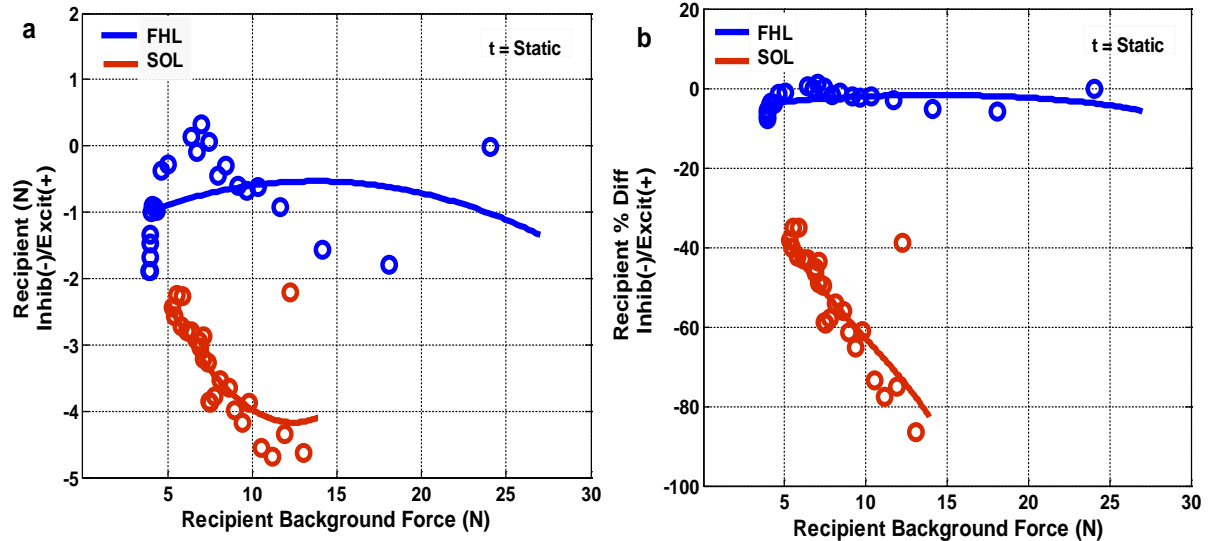 a
FHL
SOL
t = Static
2
1
0
-1
-2
-3
-4
-5
5
10
15
20
25
30
Recipient (N)
Inhib(-)/Excit(+)
Recipient Background Force (N)
b
FHL
SOL
t = Static
20
0
-20
-40
-60
-80
-100
5
10
15
20
25
30
Recipient % Diff
Inhib(-)/Excit(+)
Recipient Background Force (N)